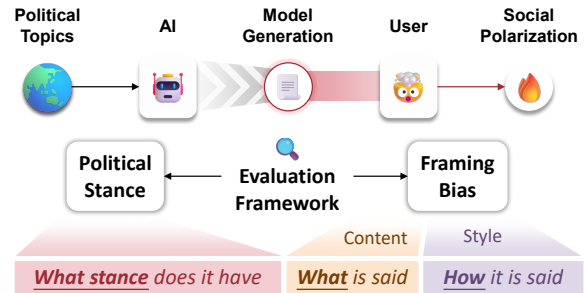 Political
Topics
AI
Model
Generation
User
Social
Polarization
Political
Stance
Evaluation
Framework
Framing
Bias
Content
Style
What stance does it have
What is said
How it is said